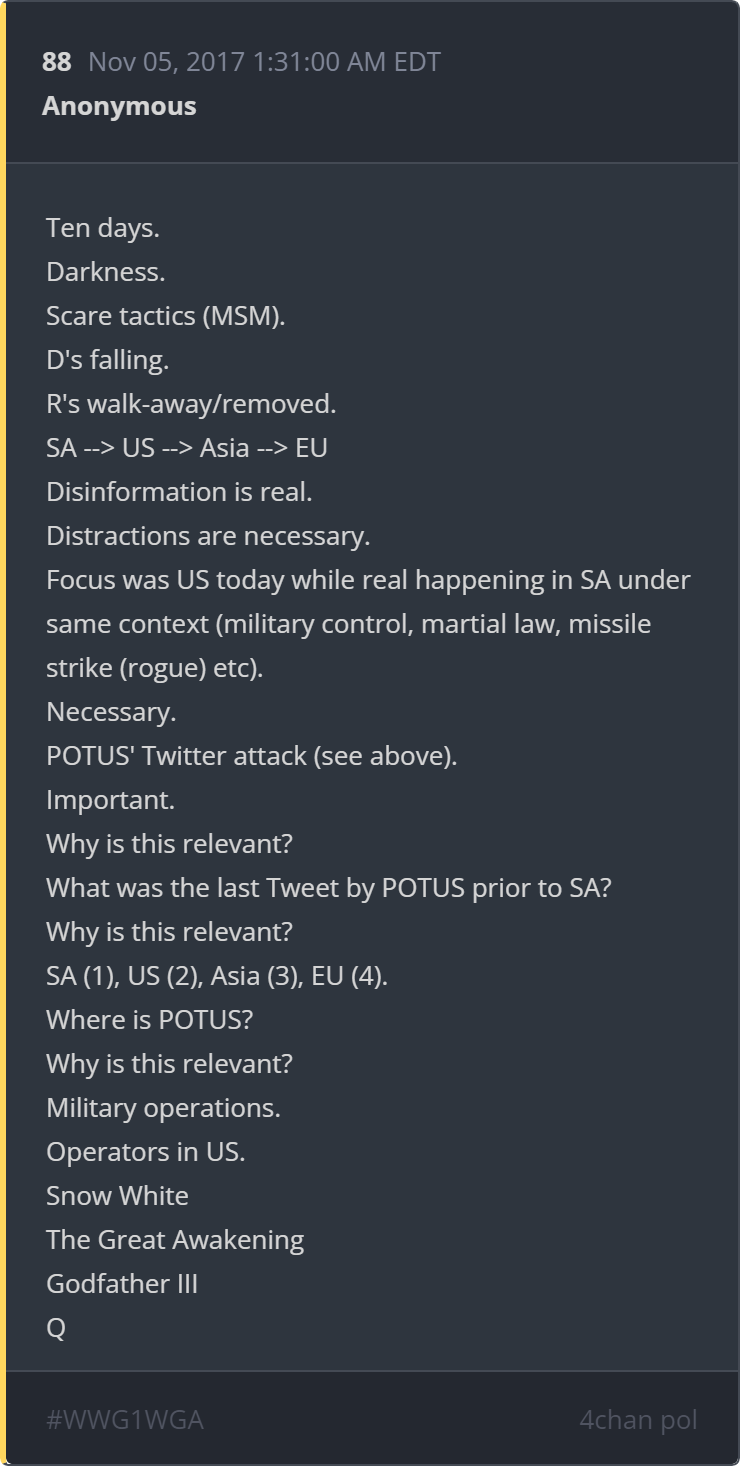 88 Nov 05, 2017 1:31:00 AM EDT
Anonymous
Ten days.
Darkness.
Scare tactics (MSM).
D's falling.
R's walk-away/removed.
SA --> US --> Asia --> EU
Disinformation is real.
Distractions are necessary.
Focus was US today while real happening in SA under
same context (military control, martial law, missile
strike (rogue) etc).
Necessary.
POTUS' Twitter attack (see above).
Important.
Why is this relevant?
What was the last Tweet by POTUS prior to SA?
Why is this relevant?
SA (1), US (2), Asia (3), EU (4).
Where is POTUS?
Why is this relevant?
Military operations.
Operators in US.
Snow White
The Great Awakening
Godfather III
Q
#WWG1WGA 4chan pol